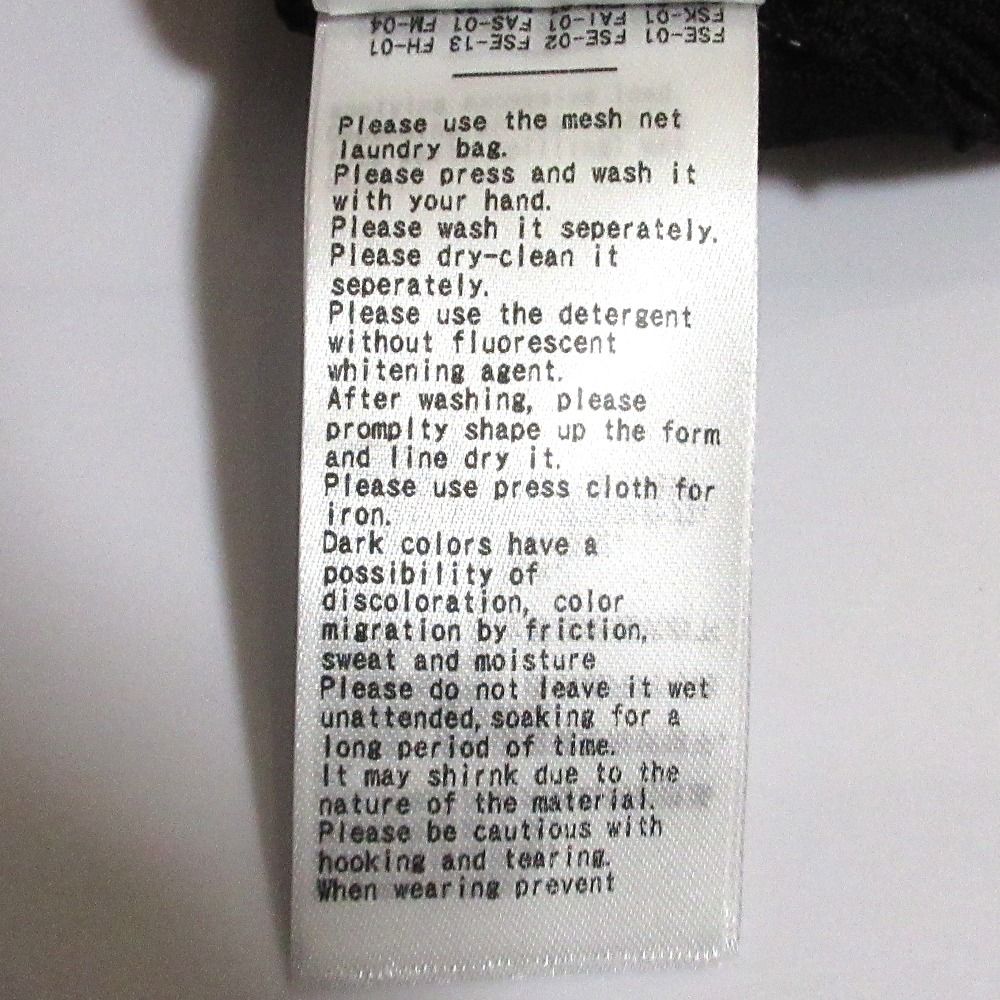 FSE-01 FSE-02 FSE-13 FH-01
FSK-01 FAI-01 FAS-01 FM-04
Please use the mesh net
laundry bag.
Please press and wash it
with your hand.
Please wash it seperately.
Please dry-clean it
seperately.
Please use the detergent
without fluorescent
whitening agent.
After washing, please
promplty shape up the form
and line dry it.
Please use press cloth for
iron.
Dark colors have a
possibility of
discoloration, color
migration by friction,
sweat and moisture
Please do not leave it wet
unattended, soaking for a
long period of time.
It may shirnk due to the
nature of the material.
Please be cautious with
hooking and tearing.
When wearing prevent